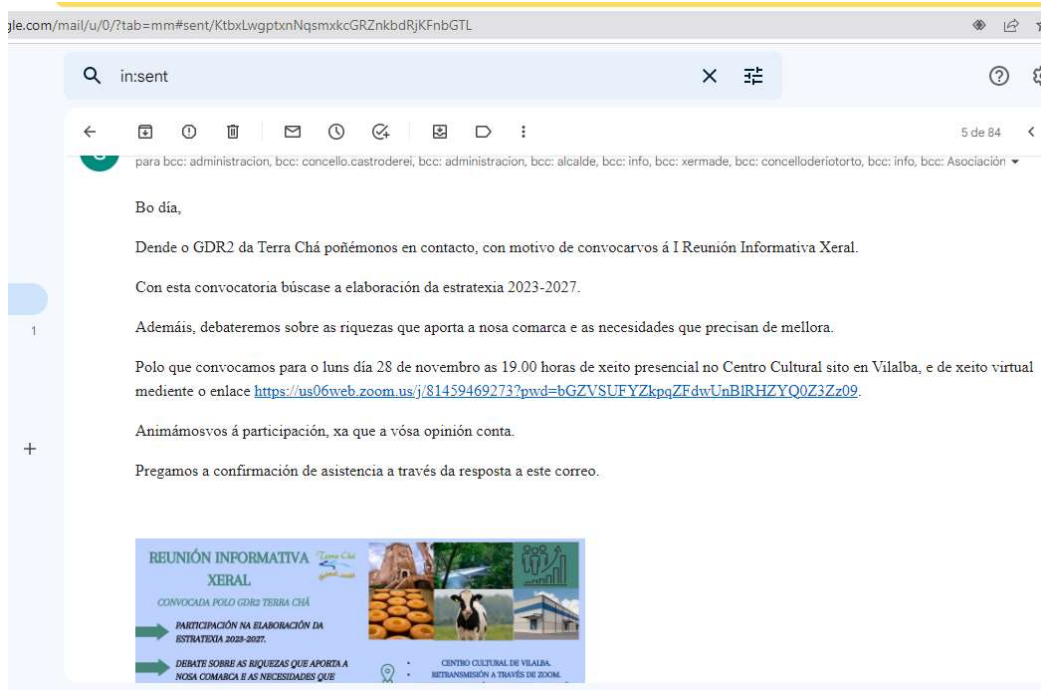 gle.com/mail/u/0/?tab=mm#sent/KtbxLwgptxnNqsmxkcGRZnkbdRjKFnbGTL
in:sent
5 de 84
para bcc: administracion, bcc: concello.castroderei, bcc: administracion, bcc: alcalde, bcc: info, bcc: xermade, bcc: concelloderiotorto, bcc: info, bcc: Asociación
Bo día,
Dende o GDR2 da Terra Chá poñémonos en contacto, con motivo de convocarvos á I Reunión Informativa Xeral.
Con esta convocatoria búscase a elaboración da estratexia 2023-2027.
Ademáis, debateremos sobre as riquezas que aporta a nosa comarca e as necesidades que precisan de mellora.
Polo que convocamos para o luns día 28 de novembro as 19.00 horas de xeito presencial no Centro Cultural sito en Vilalba, e de xeito virtual
mediente o enlace https://us06web.zoom.us/j/81459469273?pwd=bGZVSUFYZkpqZFdwUnBlRHZYQ0Z3Zz09.
1
Animámosvos á participación, xa que a vósa opinión conta.
Pregamos a confirmación de asistencia a través da resposta a este correo.
REUNIÓN INFORMATIVA
XERAL
Terra Chá
CONVOCADA POLO GDR2 TERRA CHÁ
PARTICIPACIÓN NA ELABORACIÓN DA
ESTRATEXIA 2023-2027.
DEBATE SOBRE AS RIQUEZAS QUE APORTA A
NOSA COMARCA E AS NECESIDADES QUE
CENTRO CULTURAL DE VILALBA.
RETRANSMISIÓN A TRAVÉS DE ZOOM.